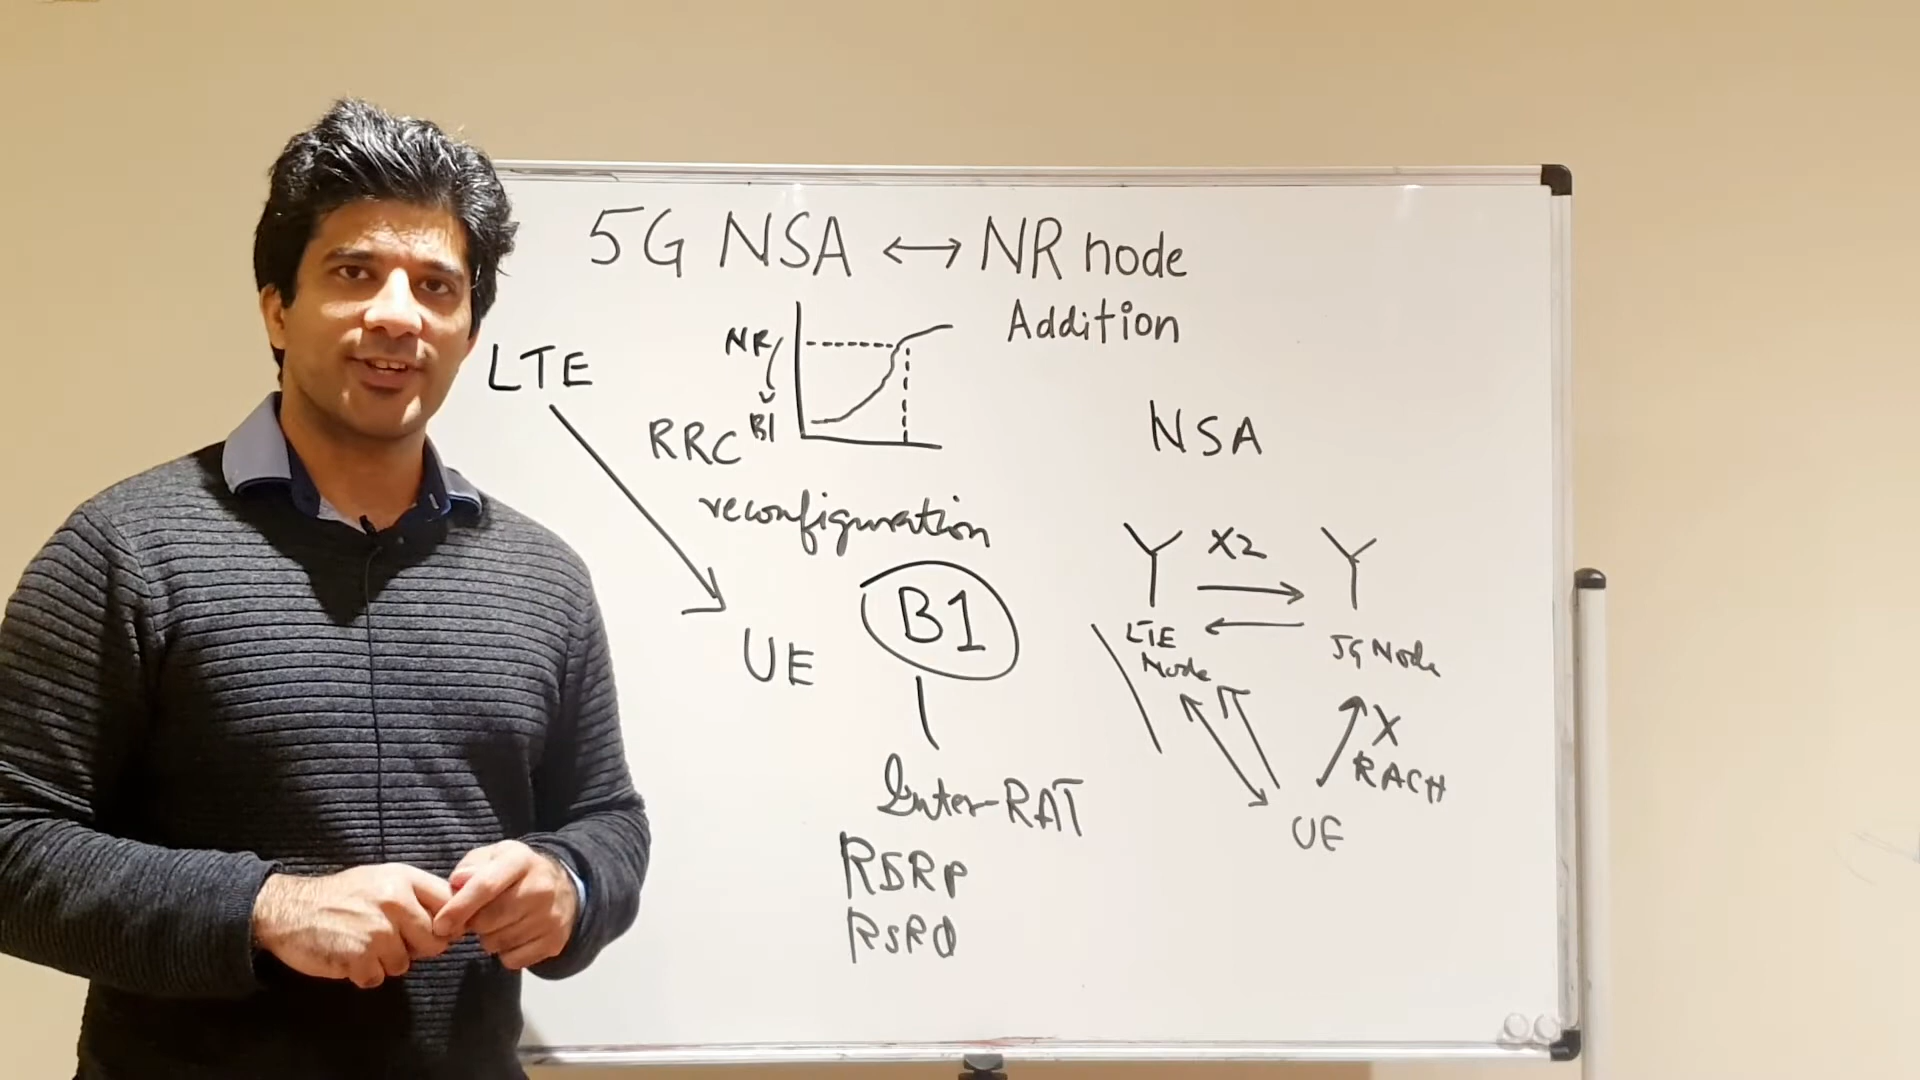 5G NSA ↔ NR node
Addition
LTE
NR
B1
RRC
reconfiguration
UE
B1
Inter-RAT
RSRP
RSRQ
NSA
X2
LTE
Node
5G Node
X
RACH
UE